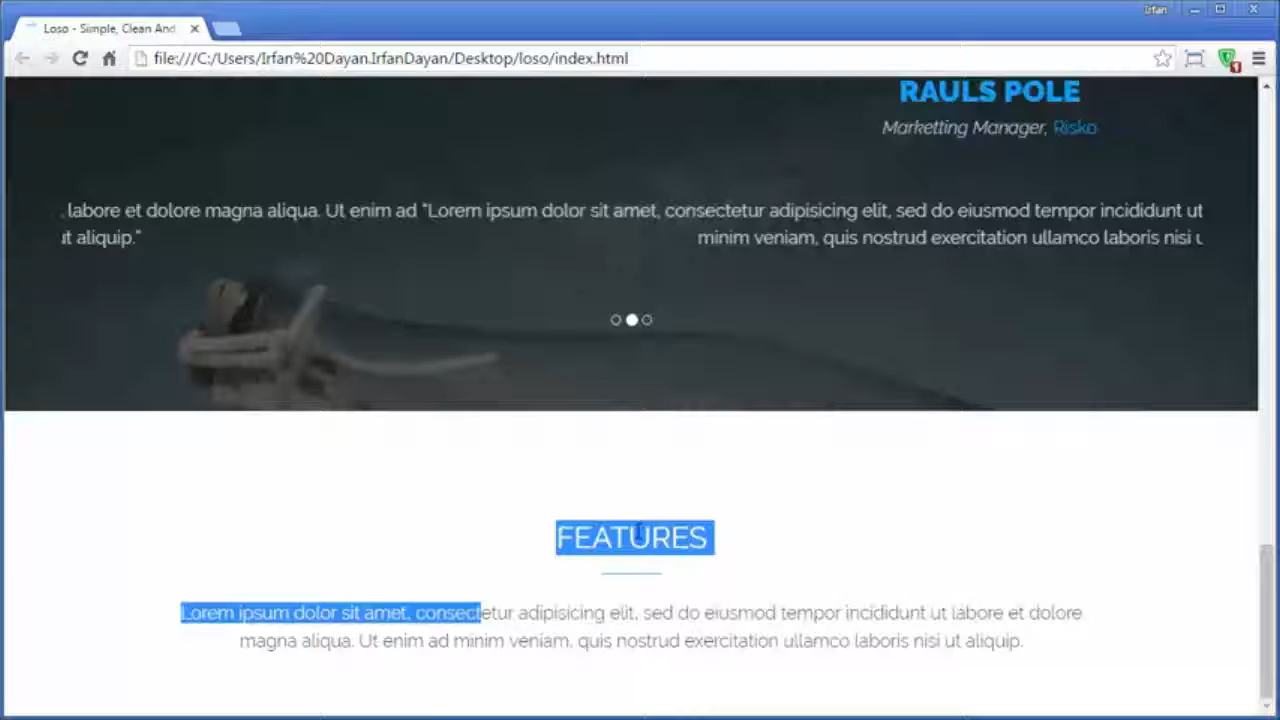 Irfan
Loso - Simple, Clean And
file:///C:/Users/Irfan%20Dayan.IrfanDayan/Desktop/loso/index.html
1
RAULS POLE
Marketting Manager, Risko
labore et dolore magna aliqua. Ut enim ad “Lorem ipsum dolor sit amet, consectetur adipisicing elit, sed do eiusmod tempor incididunt ut
ut aliquip.” minim veniam, quis nostrud exercitation ullamco laboris nisi
FEATURES
Lorem ipsum dolor sit amet, consectetur adipisicing elit, sed do eiusmod tempor incididunt ut labore et dolore
magna aliqua. Ut enim ad minim veniam, quis nostrud exercitation ullamco laboris nisi ut aliquip.